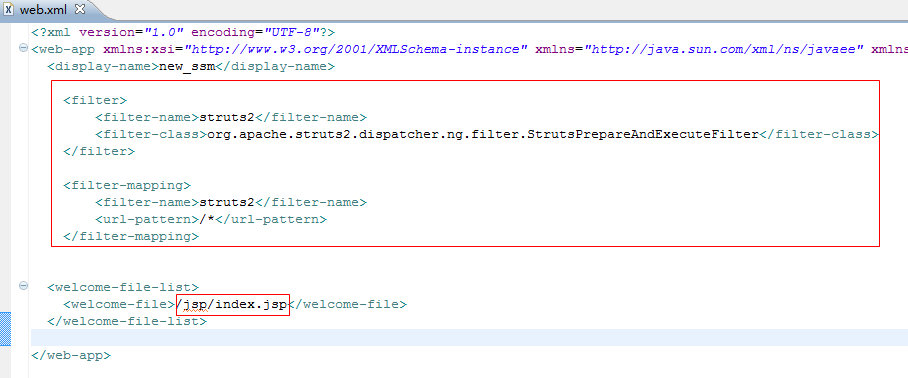 web.xml
<?xml version="1.0" encoding="UTF-8"?>
<web-app xmlns:xsi="http://www.w3.org/2001/XMLSchema-instance" xmlns="http://java.sun.com/xml/ns/javaee" xmlns
<display-name>new_ssm</display-name>
<filter>
<filter-name>struts2</filter-name>
<filter-class>org.apache.struts2.dispatcher.ng.filter.StrutsPrepareAndExecuteFilter</filter-class>
</filter>
<filter-mapping>
<filter-name>struts2</filter-name>
<url-pattern>/*</url-pattern>
</filter-mapping>
<welcome-file-list>
<welcome-file>/jsp/index.jsp</welcome-file>
</welcome-file-list>
</web-app>